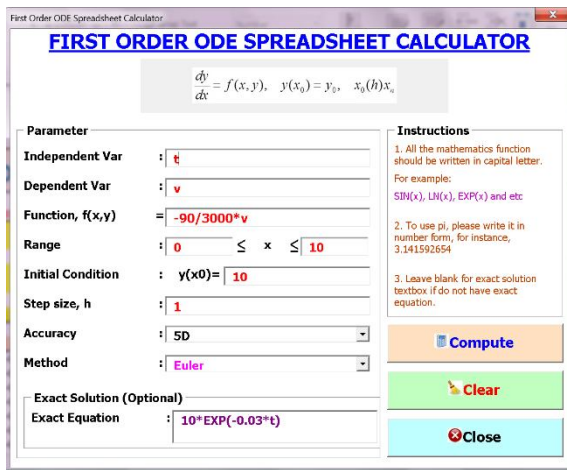 First Order ODE Spreadsheet Calculator
x
FIRST ORDER ODE SPREADSHEET CALCULATOR
dy/dx = f(x, y), y(x₀) = y₀, x₀(h)xₙ
Parameter
Independent Var : t
Dependent Var : v
Function, f(x,y) = -90/3000*v
Range : 0 ≤ x ≤ 10
Initial Condition : y(x0)= 10
Step size, h : 1
Accuracy : 5D
Method : Euler
Exact Solution (Optional)
Exact Equation : 10*EXP(-0.03*t)
Instructions
1. All the mathematics function
should be written in capital letter.
For example:
SIN(x), LN(x), EXP(x) and etc
2. To use pi, please write it in
number form, for instance,
3.141592654
3. Leave blank for exact solution
textbox if do not have exact
equation.
Compute
Clear
Close